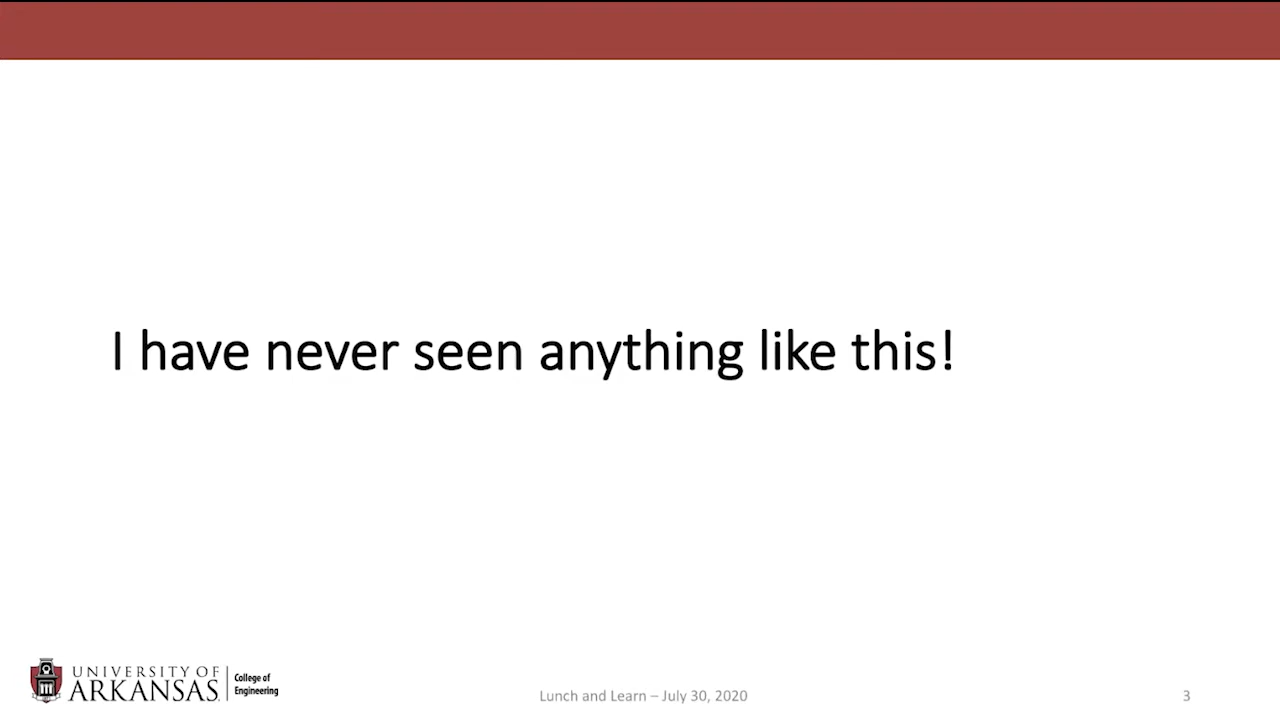 I have never seen anything like this!
UNIVERSITY OF
ARKANSAS
College of
Engineering
Lunch and Learn – July 30, 2020
3